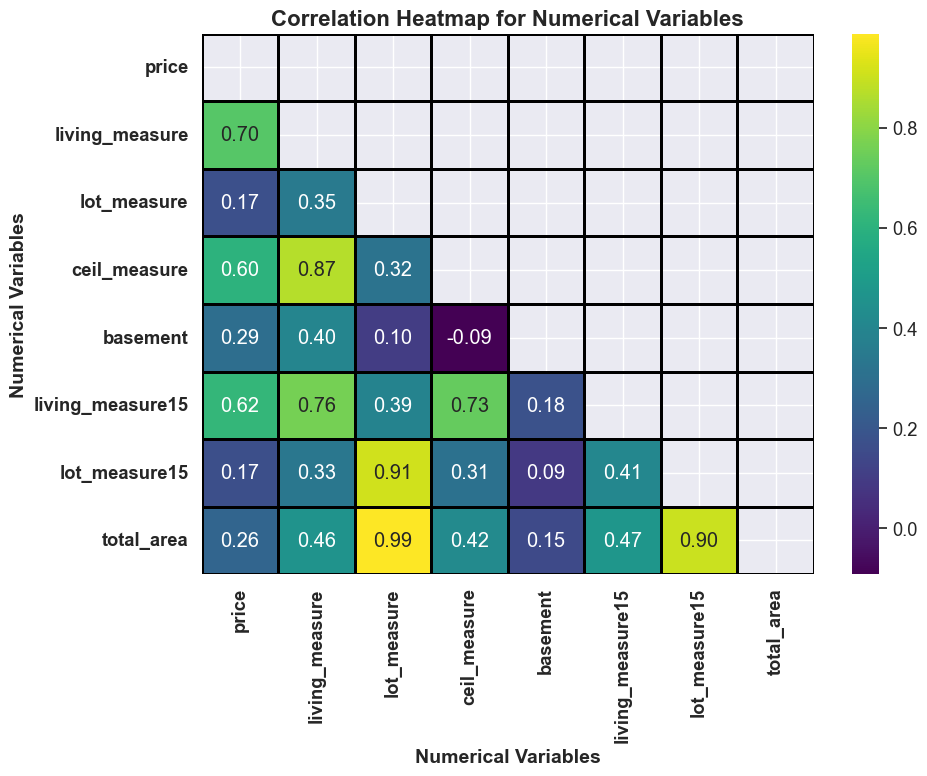 Correlation Heatmap for Numerical Variables
Numerical Variables
price
living_measure 0.70
lot_measure 0.17 0.35
ceil_measure 0.60 0.87 0.32
basement 0.29 0.40 0.10 -0.09
living_measure15 0.62 0.76 0.39 0.73 0.18
lot_measure15 0.17 0.33 0.91 0.31 0.09 0.41
total_area 0.26 0.46 0.99 0.42 0.15 0.47 0.90
price
living_measure
lot_measure
ceil_measure
basement
living_measure15
lot_measure15
total_area
Numerical Variables
0.8
0.6
0.4
0.2
0.0